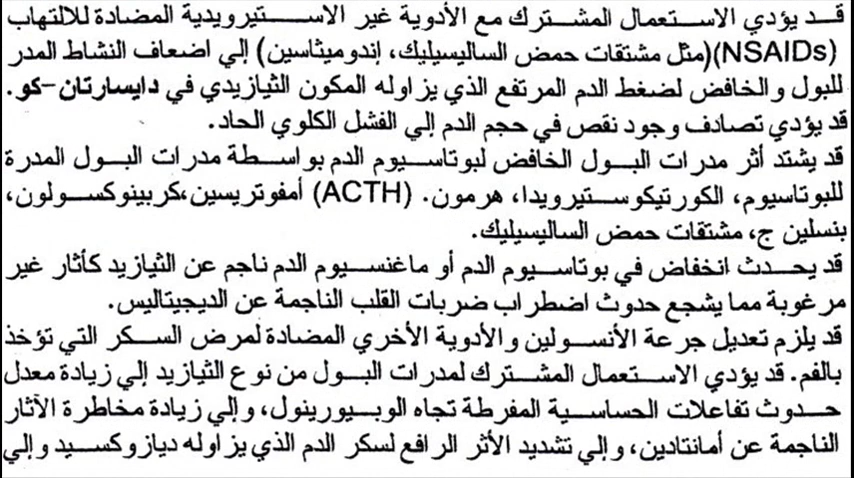 قد يؤدي الاستعمال المشترك مع الأدوية غير الاستيرويدية المضادة للالتهاب
(NSAIDs)(مثل مشتقات حمض الساليسيليك، إندوميثاسين) إلي اضعاف النشاط المدر
للبول والخافض لضغط الدم المرتفع الذي يزاوله المكون الثيازيدي في دايسارتان-كو.
قد يؤدي تصادف وجود نقص في حجم الدم إلي الفشل الكلوي الحاد.
قد يشتد أثر مدرات البول الخافض لبوتاسيوم الدم بواسطة مدرات البول المدرة
للبوتاسيوم، الكورتيكوستيرويدا، هرمون. (ACTH) أمفوتريسين،كربينوكسولون،
بنسلين ج، مشتقات حمض الساليسيليك.
قد يحدث انخفاض في بوتاسيوم الدم أو ماغنسيوم الدم ناجم عن الثيازيد كأثار غير
مرغوبة مما يشجع حدوث اضطراب ضربات القلب الناجمة عن الديجيتاليس.
قد يلزم تعديل جرعة الأنسولين والأدوية الأخري المضادة لمرض السكر التي تؤخذ
بالفم. قد يؤدي الاستعمال المشترك لمدرات البول من نوع الثيازيد إلي زيادة معدل
حدوث تفاعلات الحساسية المفرطة تجاه الوبيورينول، وإلي زيادة مخاطرة الآثار
الناجمة عن أمانتادين، وإلي تشديد الأثر الرافع لسكر الدم الذي يزاوله ديازوكسيد وإلي